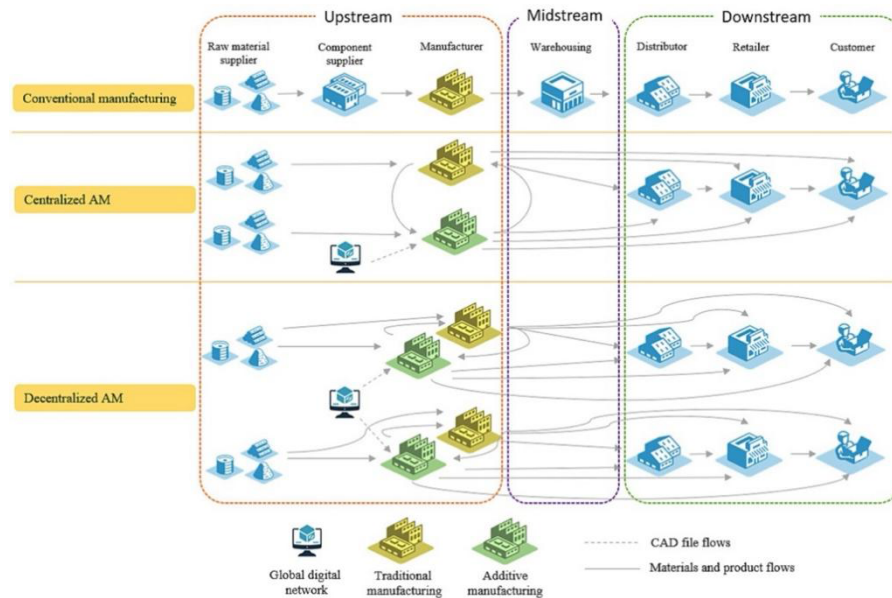 Upstream
Midstream
Downstream
Raw material
supplier
Component
supplier
Manufacturer
Warehousing
Distributor
Retailer
Customer
Conventional manufacturing
Centralized AM
Decentralized AM
Global digital
network
Traditional
manufacturing
Additive
manufacturing
CAD file flows
Materials and product flows